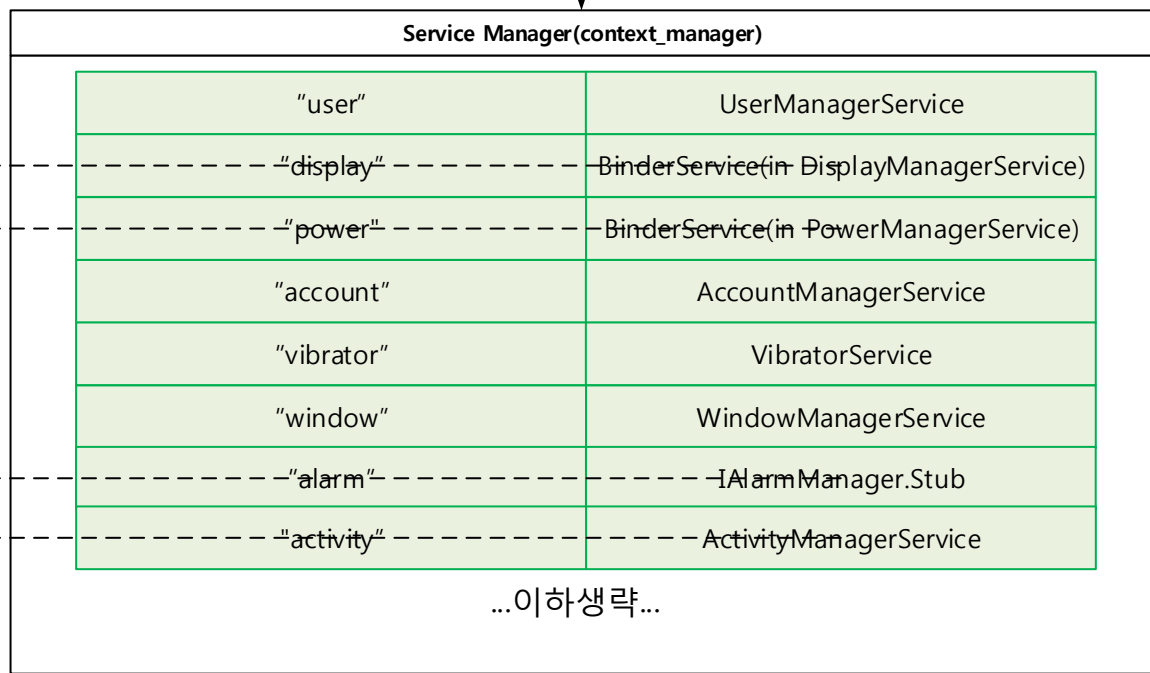 Service Manager(context_manager)
"user" UserManagerService
"display" BinderService(in DisplayManagerService)
"power" BinderService(in PowerManagerService)
"account" AccountManagerService
"vibrator" VibratorService
"window" WindowManagerService
"alarm" IAlarmManager.Stub
"activity" ActivityManagerService
...이하생략...